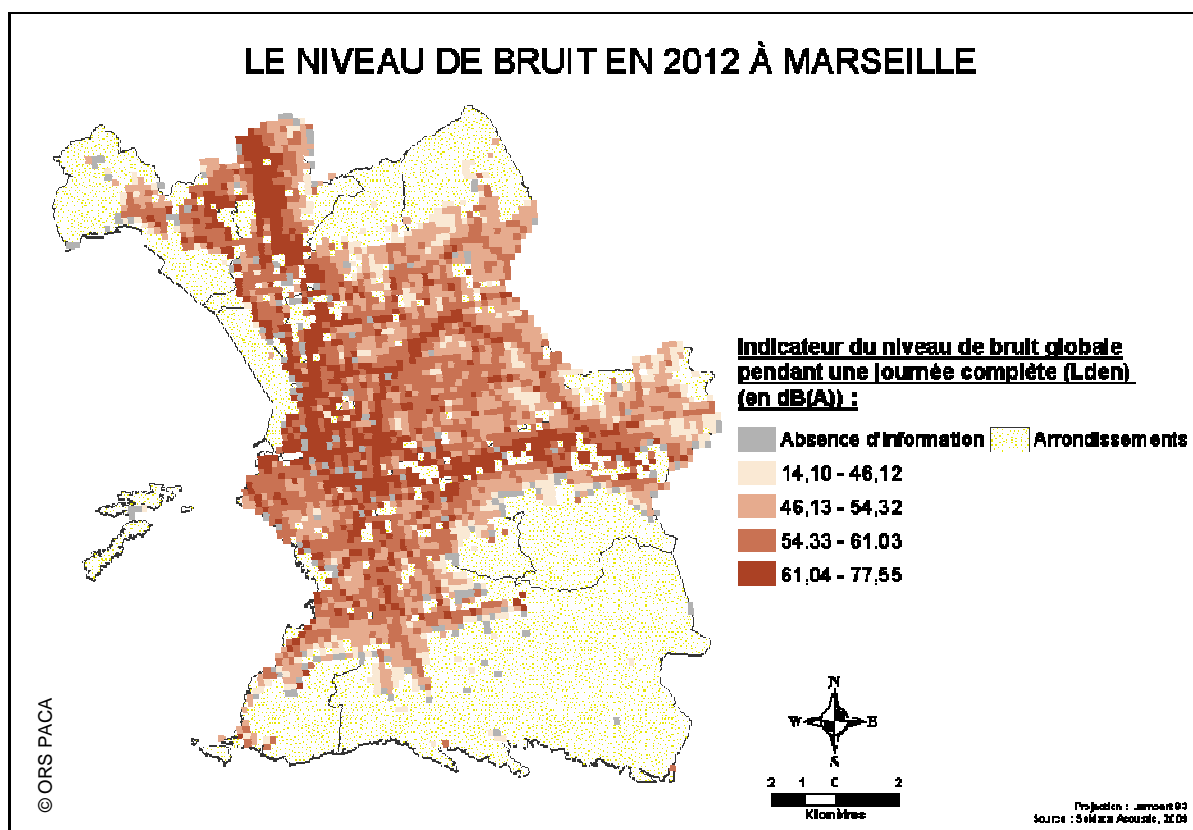 LE NIVEAU DE BRUIT EN 2012 À MARSEILLE
Indicateur du niveau de bruit globale
pendant une journée complète (Lden)
(en dB(A)) :
Absence d'information
Arrondissements
14,10 - 46,12
46,13 - 54,32
54.33 - 61.03
61,04 - 77,55
N
W E
S
2 1 0 2
Kilomètres
Projection : Lambert 93
Source :
© ORS PACA